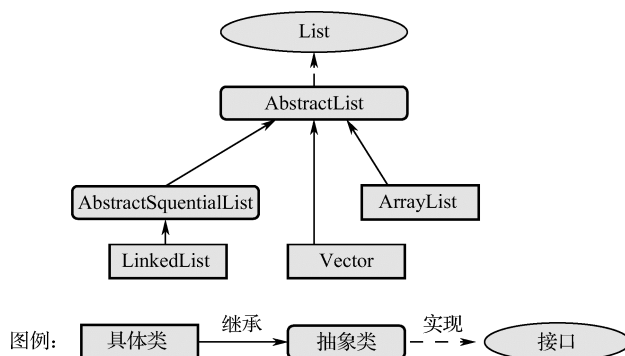 List
AbstractList
AbstractSquentialList
ArrayList
LinkedList
Vector
图例： 具体类 继承 抽象类 实现 接口